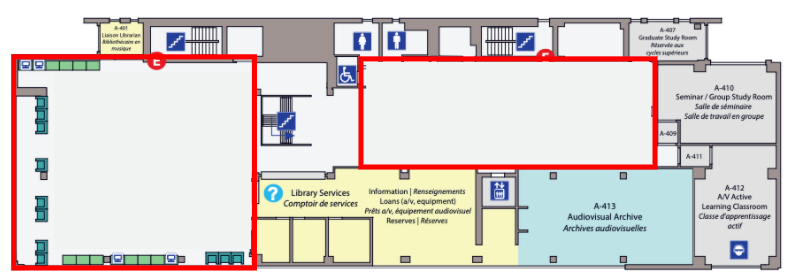 A-401
Liaison Librarian
Bibliothécaire en
musique
A-407
Graduate Study Room
Réservée aux
cycles supérieurs
E
A-410
Seminar / Group Study Room
Salle de séminaire
Salle de travail en groupe
A-409
A-411
?
Library Services
Comptoir de services
Information | Renseignements
Loans (a/v, equipment)
Prêts a/v, équipement audiovisuel
Reserves | Réserves
A-413
Audiovisual Archive
Archives audiovisuelles
A-412
A/V Active
Learning Classroom
Classe d'apprentissage
actif